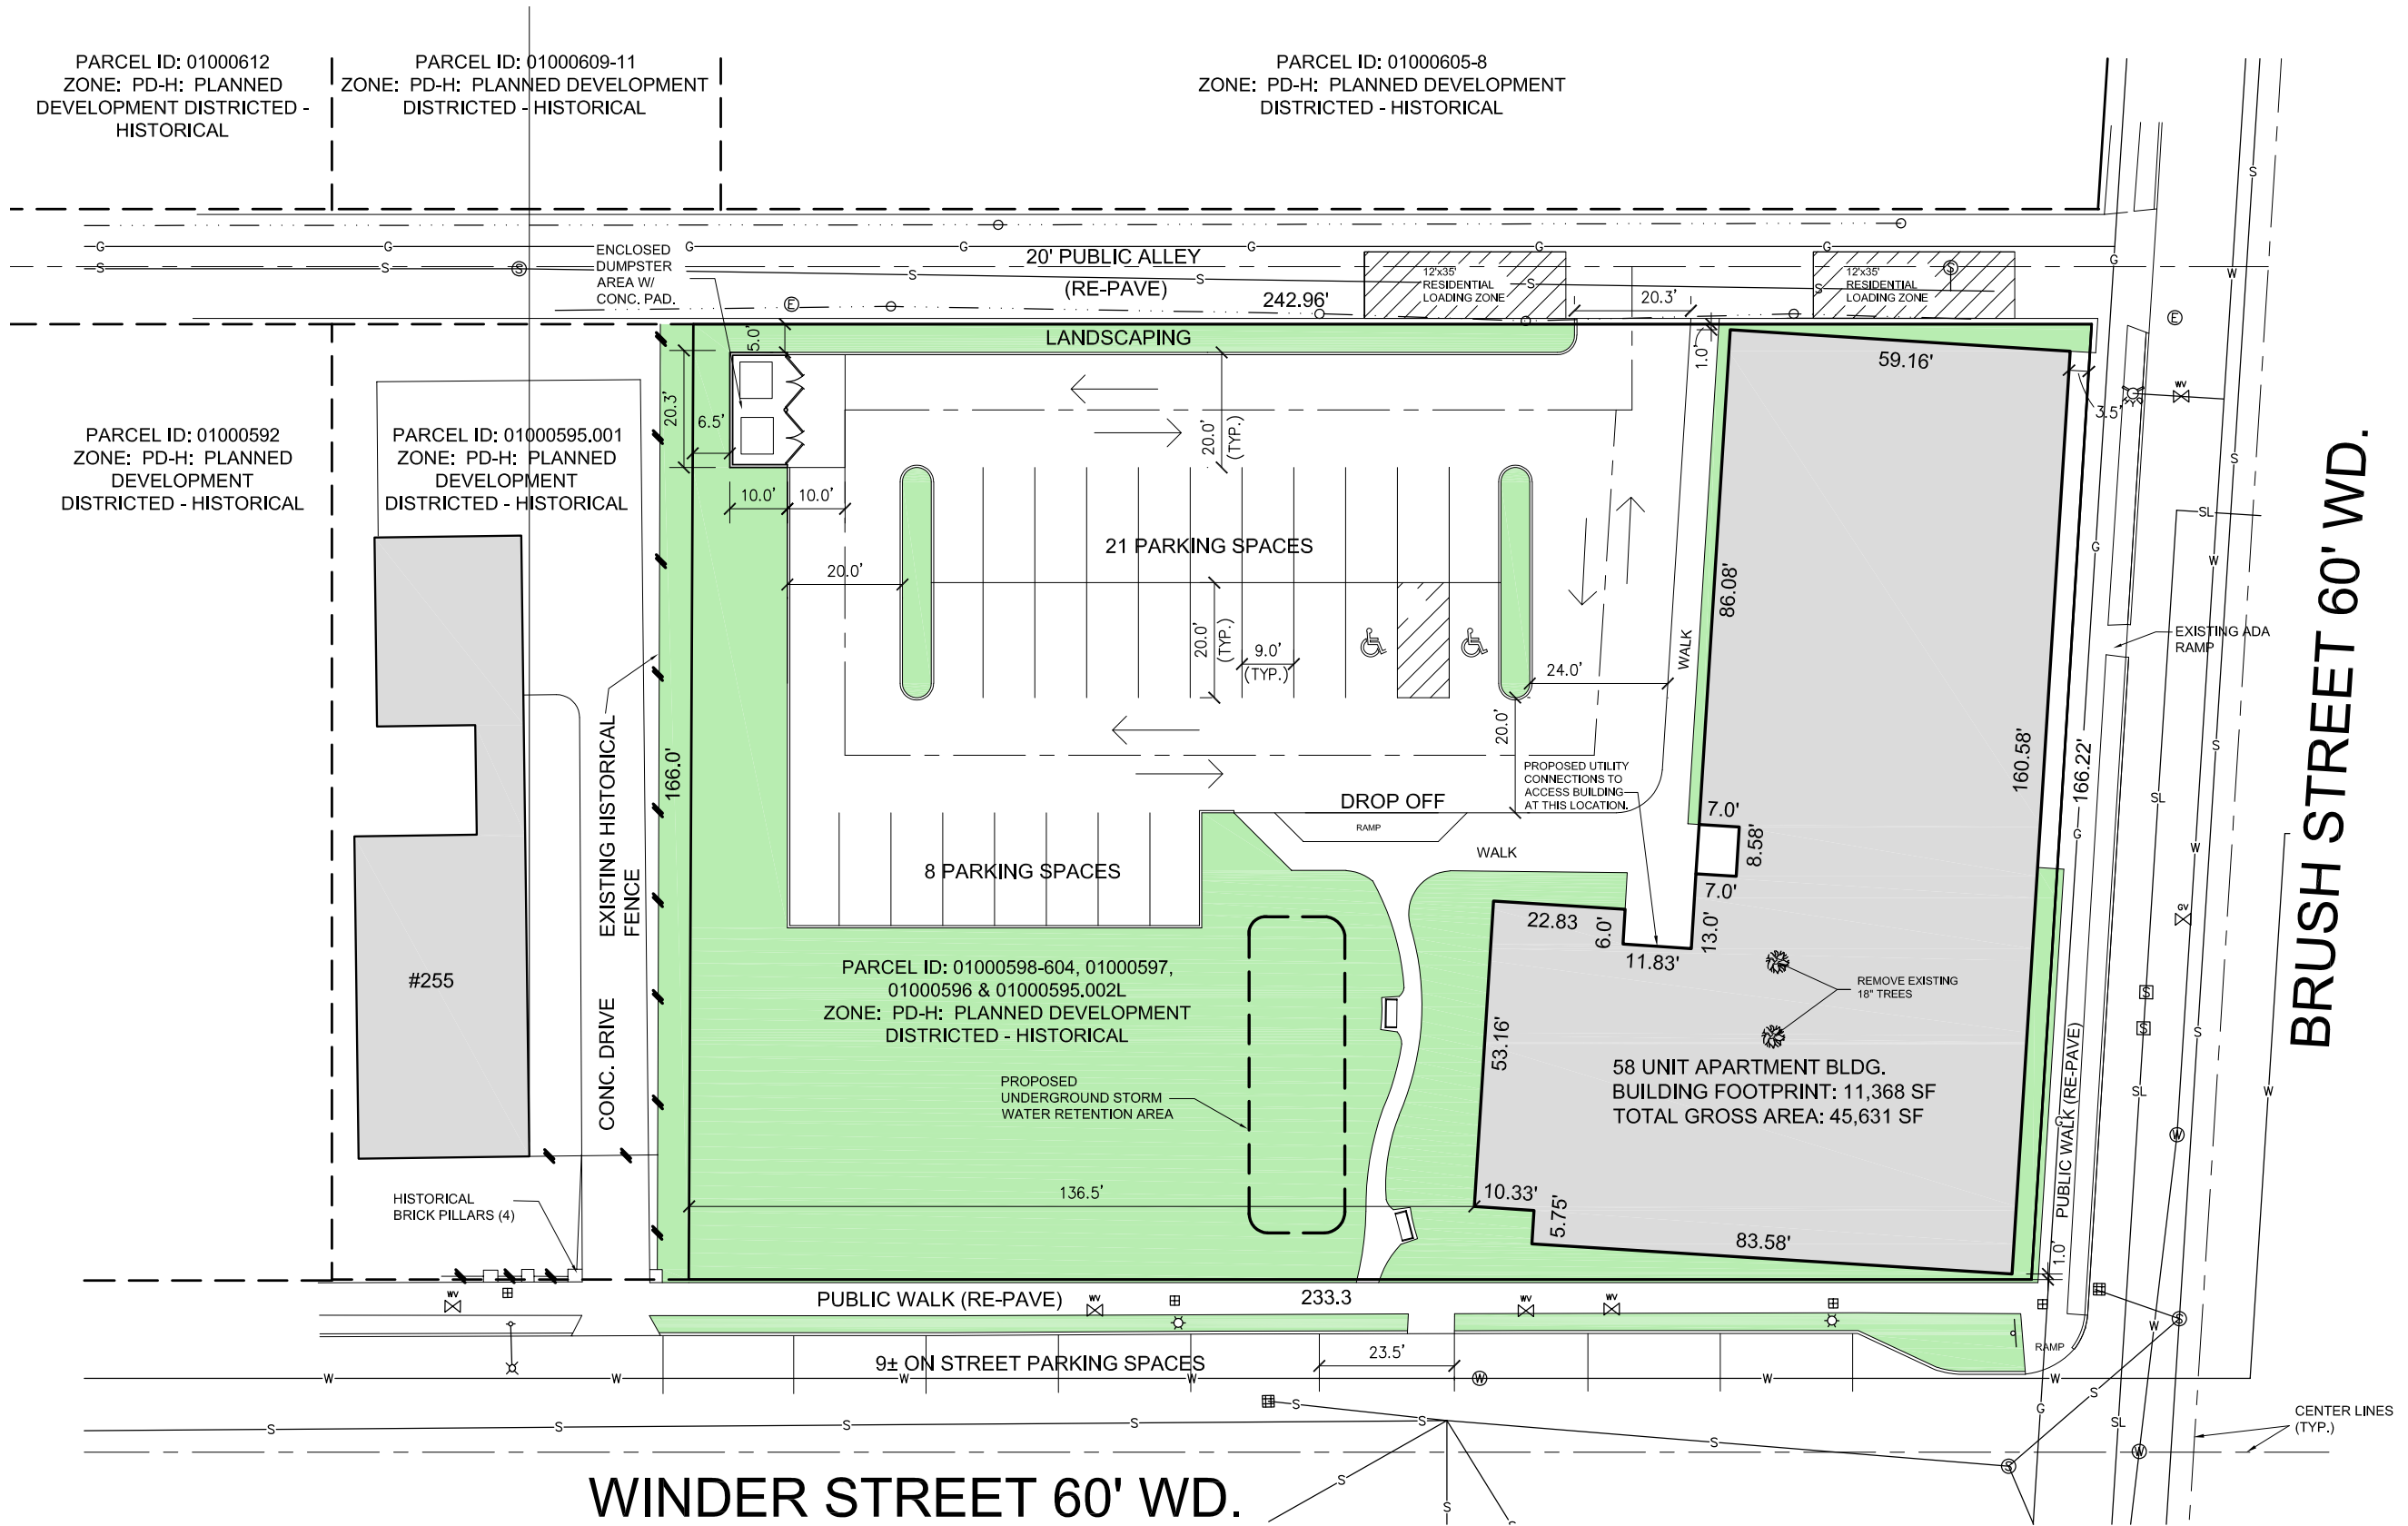 PARCEL ID: 01000612
ZONE: PD-H: PLANNED
DEVELOPMENT DISTRICTED -
HISTORICAL
PARCEL ID: 01000609-11
ZONE: PD-H: PLANNED DEVELOPMENT
DISTRICTED - HISTORICAL
PARCEL ID: 01000605-8
ZONE: PD-H: PLANNED DEVELOPMENT
DISTRICTED - HISTORICAL
ENCLOSED
DUMPSTER
AREA W/
CONC. PAD.
20' PUBLIC ALLEY
(RE-PAVE)
242.96'
12'x35'
RESIDENTIAL
LOADING ZONE
20.3'
12'x35'
RESIDENTIAL
LOADING ZONE
LANDSCAPING
5.0'
1.0'
59.16'
3.5'
20.3'
6.5'
20.0'
(TYP.)
10.0'
10.0'
PARCEL ID: 01000592
ZONE: PD-H: PLANNED
DEVELOPMENT
DISTRICTED - HISTORICAL
PARCEL ID: 01000595.001
ZONE: PD-H: PLANNED
DEVELOPMENT
DISTRICTED - HISTORICAL
21 PARKING SPACES
20.0'
20.0'
(TYP.)
9.0'
(TYP.)
24.0'
20.0'
WALK
86.08'
EXISTING ADA
RAMP
BRUSH STREET 60' WD.
EXISTING HISTORICAL
FENCE
166.0'
160.58'
166.22'
PROPOSED UTILITY
CONNECTIONS TO
ACCESS BUILDING
AT THIS LOCATION.
DROP OFF
RAMP
WALK
7.0'
8.58'
7.0'
8 PARKING SPACES
22.83
6.0'
11.83'
13.0'
#255
CONC. DRIVE
PARCEL ID: 01000598-604, 01000597,
01000596 & 01000595.002L
ZONE: PD-H: PLANNED DEVELOPMENT
DISTRICTED - HISTORICAL
REMOVE EXISTING
18" TREES
53.16'
PROPOSED
UNDERGROUND STORM
WATER RETENTION AREA
58 UNIT APARTMENT BLDG.
BUILDING FOOTPRINT: 11,368 SF
TOTAL GROSS AREA: 45,631 SF
PUBLIC WALK (RE-PAVE)
HISTORICAL
BRICK PILLARS (4)
136.5'
10.33'
5.75'
83.58'
1.0'
PUBLIC WALK (RE-PAVE)
233.3
9± ON STREET PARKING SPACES
23.5'
RAMP
CENTER LINES
(TYP.)
WINDER STREET 60' WD.